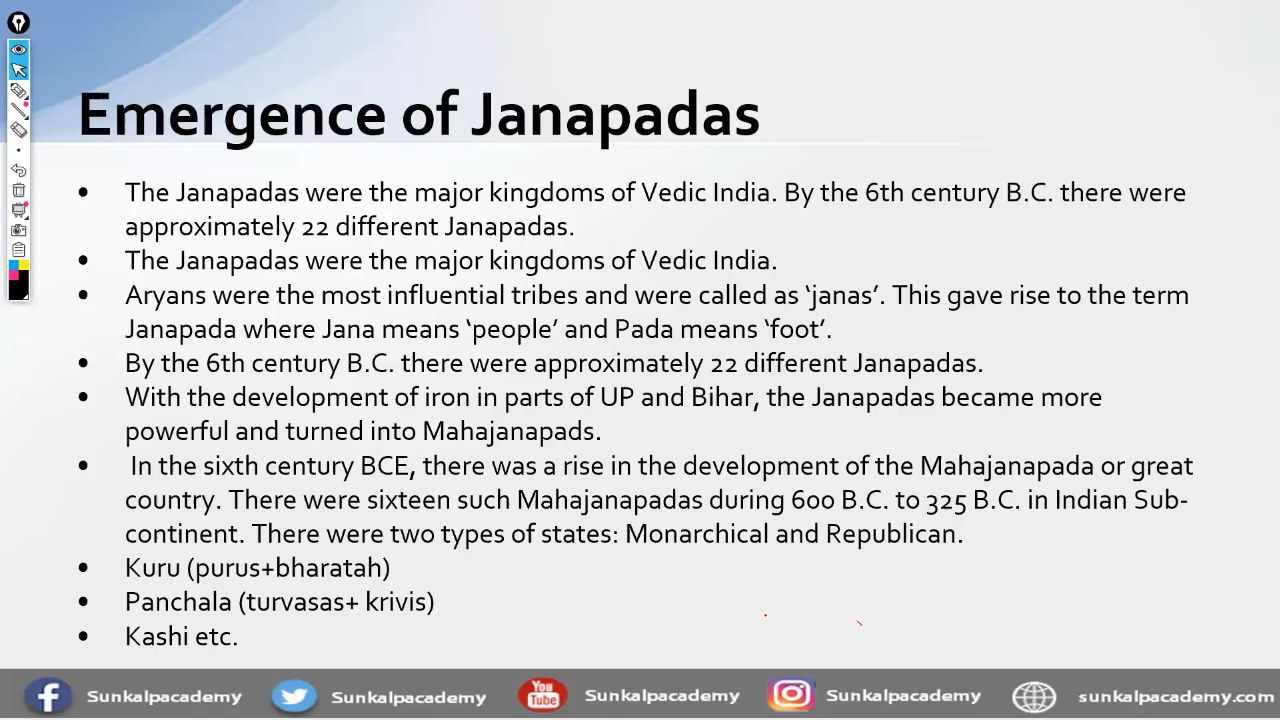 Emergence of Janapadas
• The Janapadas were the major kingdoms of Vedic India. By the 6th century B.C. there were
approximately 22 different Janapadas.
• The Janapadas were the major kingdoms of Vedic India.
• Aryans were the most influential tribes and were called as ‘janas’. This gave rise to the term
Janapada where Jana means ‘people’ and Pada means ‘foot’.
• By the 6th century B.C. there were approximately 22 different Janapadas.
• With the development of iron in parts of UP and Bihar, the Janapadas became more
powerful and turned into Mahajanapads.
• In the sixth century BCE, there was a rise in the development of the Mahajanapada or great
country. There were sixteen such Mahajanapadas during 600 B.C. to 325 B.C. in Indian Sub-
continent. There were two types of states: Monarchical and Republican.
• Kuru (purus+bharatah)
• Panchala (turvasas+ krivis)
• Kashi etc.
Sunkalpacademy Sunkalpacademy You Tube Sunkalpacademy Sunkalpacademy sunkalpacademy.com